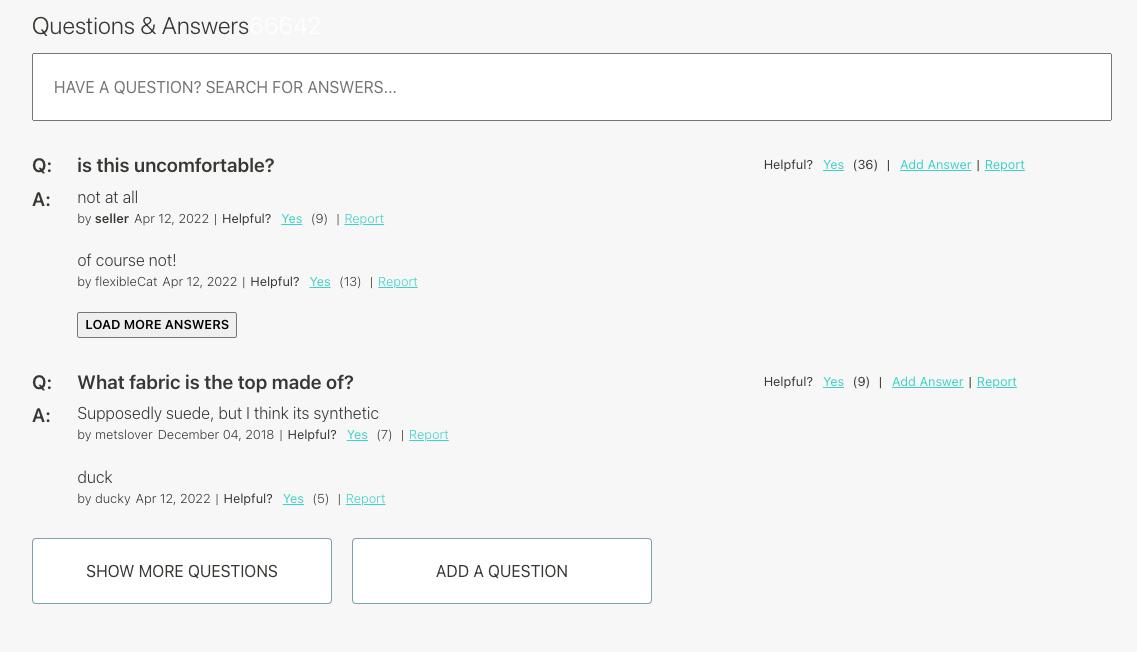 Questions & Answers66642
HAVE A QUESTION? SEARCH FOR ANSWERS...
Q: is this uncomfortable? Helpful? Yes (36) | Add Answer | Report
A: not at all
by seller Apr 12, 2022 | Helpful? Yes (9) | Report
of course not!
by flexibleCat Apr 12, 2022 | Helpful? Yes (13) | Report
LOAD MORE ANSWERS
Q: What fabric is the top made of? Helpful? Yes (9) | Add Answer | Report
A: Supposedly suede, but I think its synthetic
by metslover December 04, 2018 | Helpful? Yes (7) | Report
duck
by ducky Apr 12, 2022 | Helpful? Yes (5) | Report
SHOW MORE QUESTIONS ADD A QUESTION